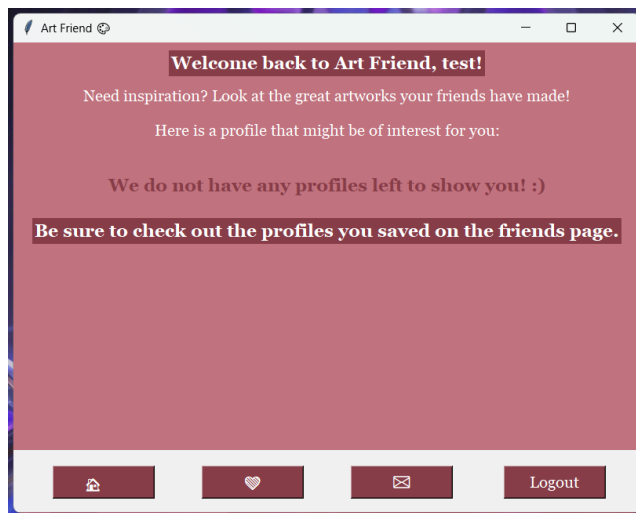 Art Friend 🎨
Welcome back to Art Friend, test!
Need inspiration? Look at the great artworks your friends have made!
Here is a profile that might be of interest for you:
We do not have any profiles left to show you! :)
Be sure to check out the profiles you saved on the friends page.
Logout